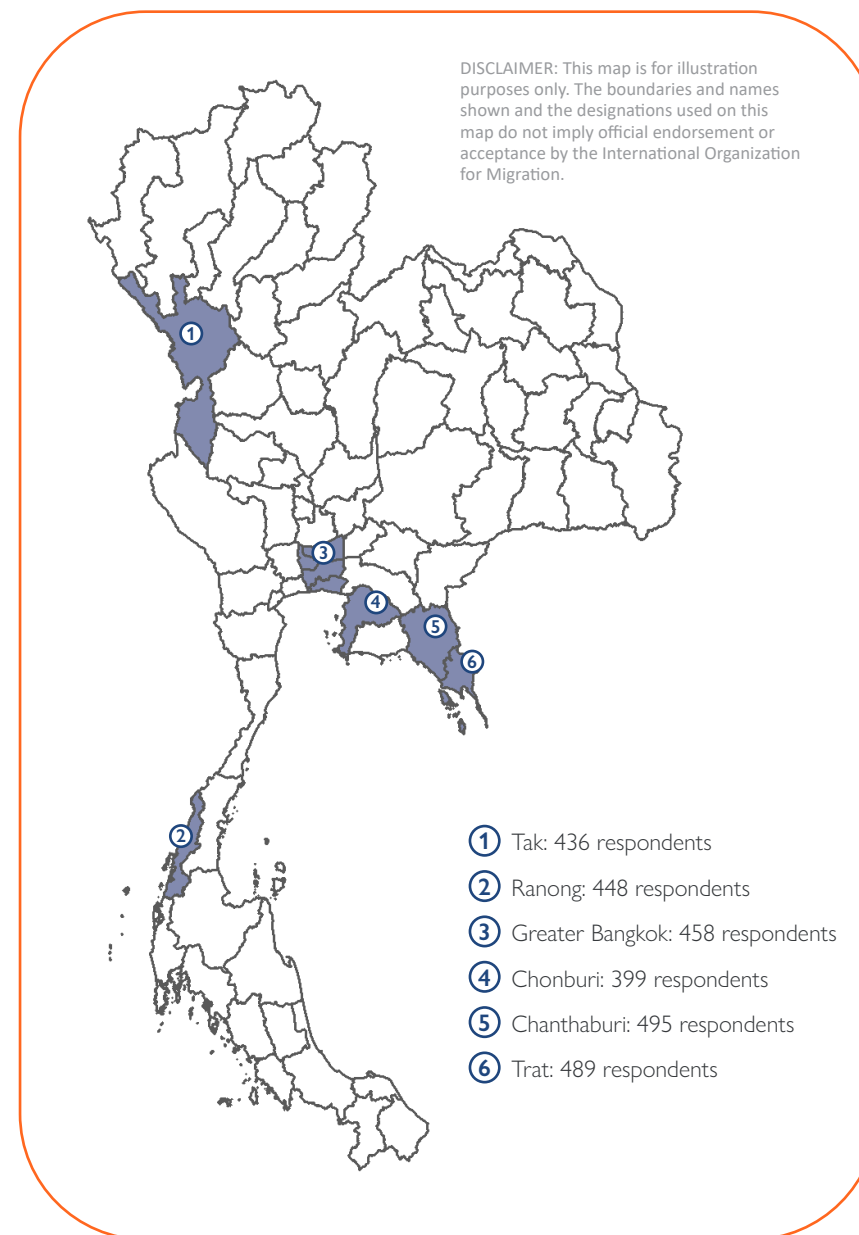 DISCLAIMER: This map is for illustration
purposes only. The boundaries and names
shown and the designations used on this
map do not imply official endorsement or
acceptance by the International Organization
for Migration.
1
3
4
5
6
2
1 Tak: 436 respondents
2 Ranong: 448 respondents
3 Greater Bangkok: 458 respondents
4 Chonburi: 399 respondents
5 Chanthaburi: 495 respondents
6 Trat: 489 respondents